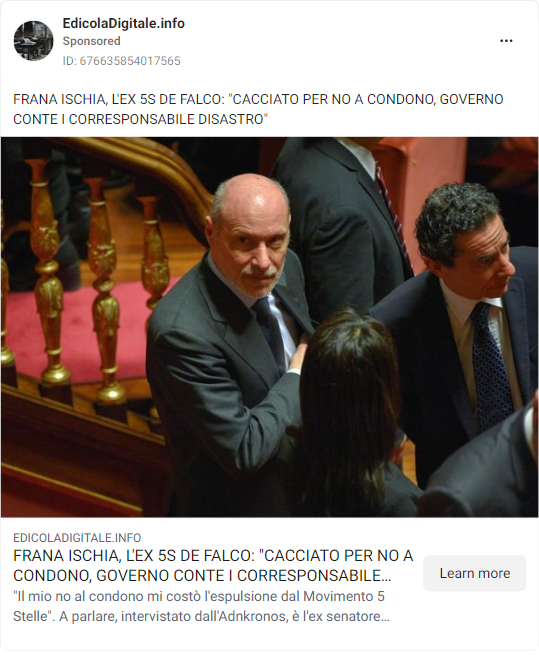 EdicolaDigitale.info
Sponsored
ID: 676635854017565
FRANA ISCHIA, L'EX 5S DE FALCO: "CACCIATO PER NO A CONDONO, GOVERNO
CONTE I CORRESPONSABILE DISASTRO"
EDICOLADIGITALE.INFO
FRANA ISCHIA, L'EX 5S DE FALCO: "CACCIATO PER NO A
CONDONO, GOVERNO CONTE I CORRESPONSABILE...
Learn more
"Il mio no al condono mi costò l'espulsione dal Movimento 5
Stelle". A parlare, intervistato dall'Adnkronos, è l'ex senatore...